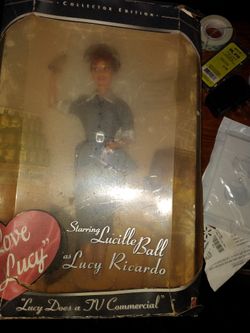 COLLECTOR EDITION
Love
Lucy"
Starring Lucille Ball
as Lucy Ricardo
"Lucy Does a TV Commercial"